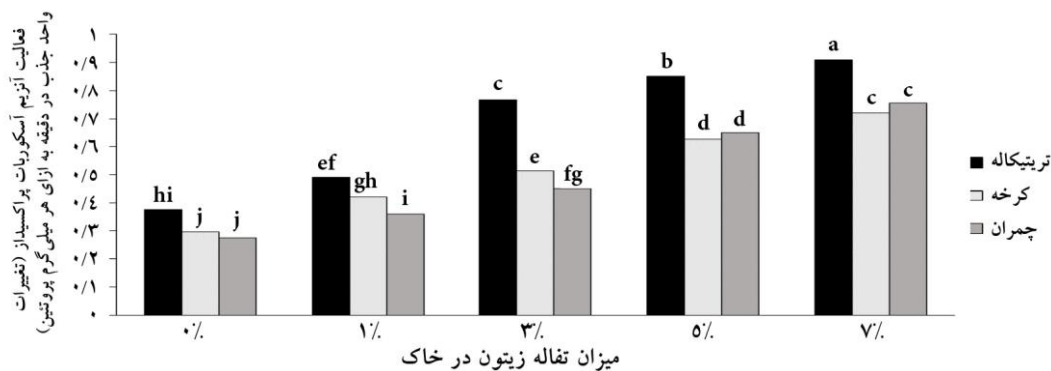 فعالیت آنزیم آسکوربات پراکسیداز (تغییرات
واحد جذب در دقیقه به ازای هر میلی‌گرم پروتئین)
۱
۰/۹
۰/۸
۰/۷
۰/۶
۰/۵
۰/۴
۰/۳
۰/۲
۰/۱
۰
hi j j
ef gh i
c e fg
b d d
a c c
۰٪ ۱٪ ۳٪ ۵٪ ۷٪
میزان تفاله زیتون در خاک
تریتیکاله
کرخه
چمران